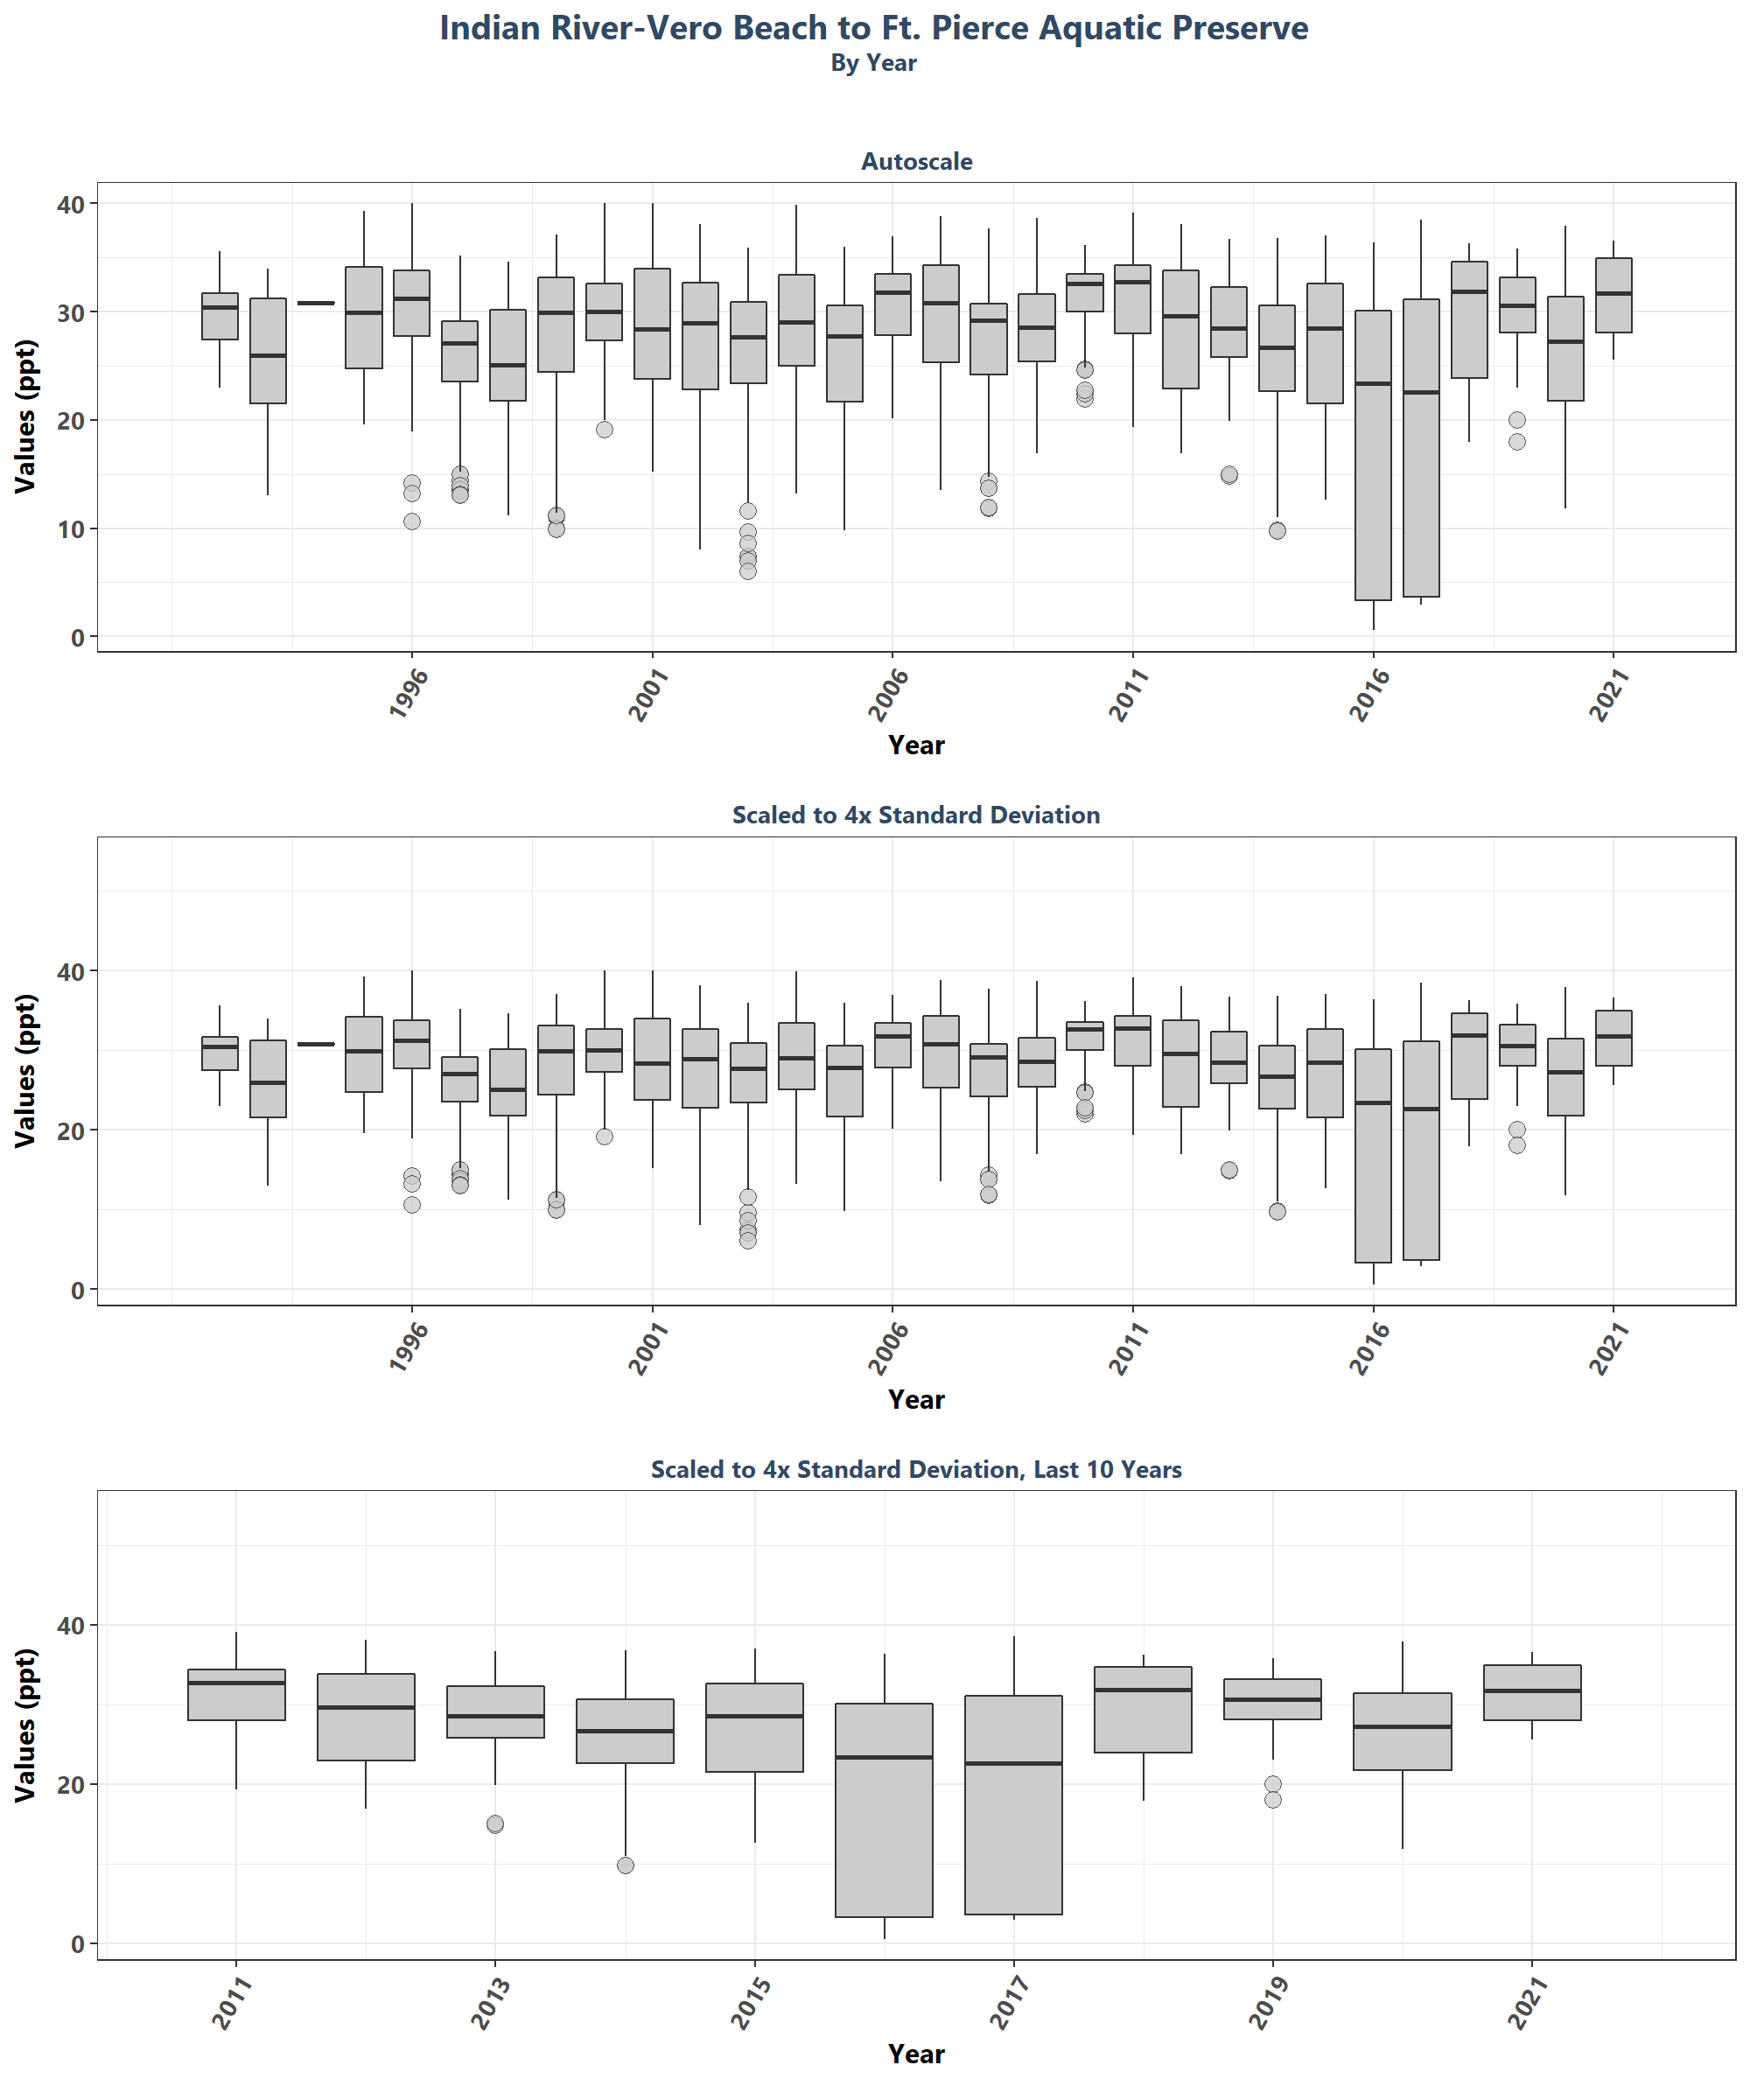 Indian River-Vero Beach to Ft. Pierce Aquatic Preserve
By Year
Autoscale
Values (ppt)
40
30
20
10
0
1996 2001 2006 2011 2016 2021
Year
Scaled to 4x Standard Deviation
Values (ppt)
40
20
0
1996 2001 2006 2011 2016 2021
Year
Scaled to 4x Standard Deviation, Last 10 Years
Values (ppt)
40
20
0
2011 2013 2015 2017 2019 2021
Year